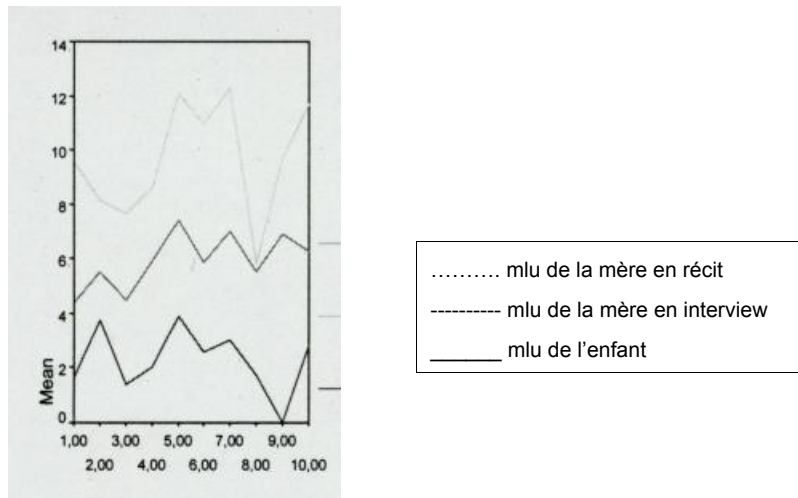 14
12
10
8
6
4
2
0
Mean
1,00 3,00 5,00 7,00 9,00
2,00 4,00 6,00 8,00 10,00
………. mlu de la mère en récit
---------- mlu de la mère en interview
______ mlu de l’enfant